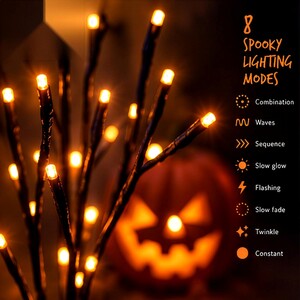 8
SPOOKY
LIGHTING
MODES
Combination
Waves
Sequence
Slow glow
Flashing
Slow fade
Twinkle
Constant